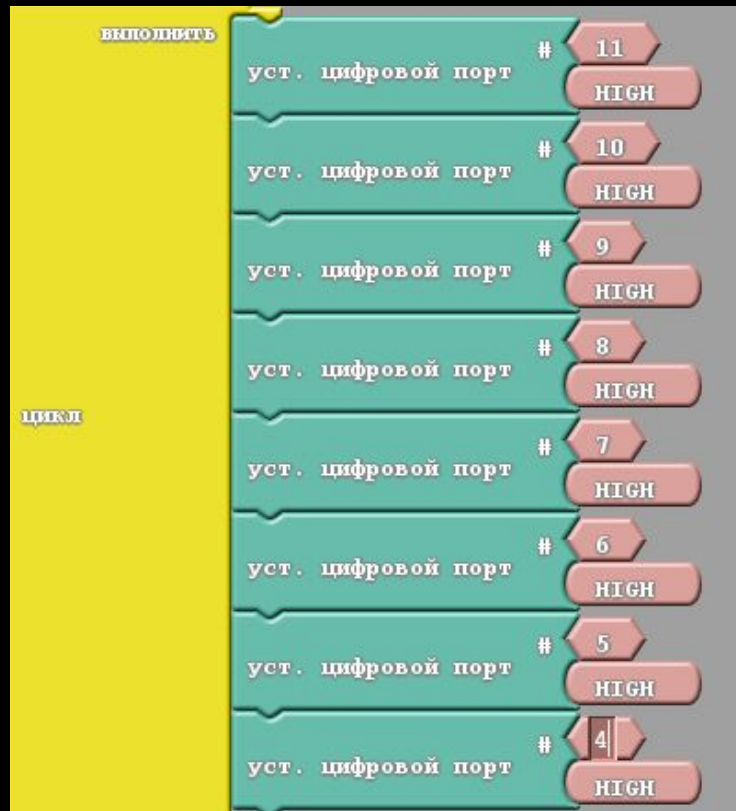 выполнить
# 11
уст. цифровой порт
HIGH
# 10
уст. цифровой порт
HIGH
# 9
уст. цифровой порт
HIGH
# 8
уст. цифровой порт
HIGH
цикл
# 7
уст. цифровой порт
HIGH
# 6
уст. цифровой порт
HIGH
# 5
уст. цифровой порт
HIGH
# 4
уст. цифровой порт
HIGH